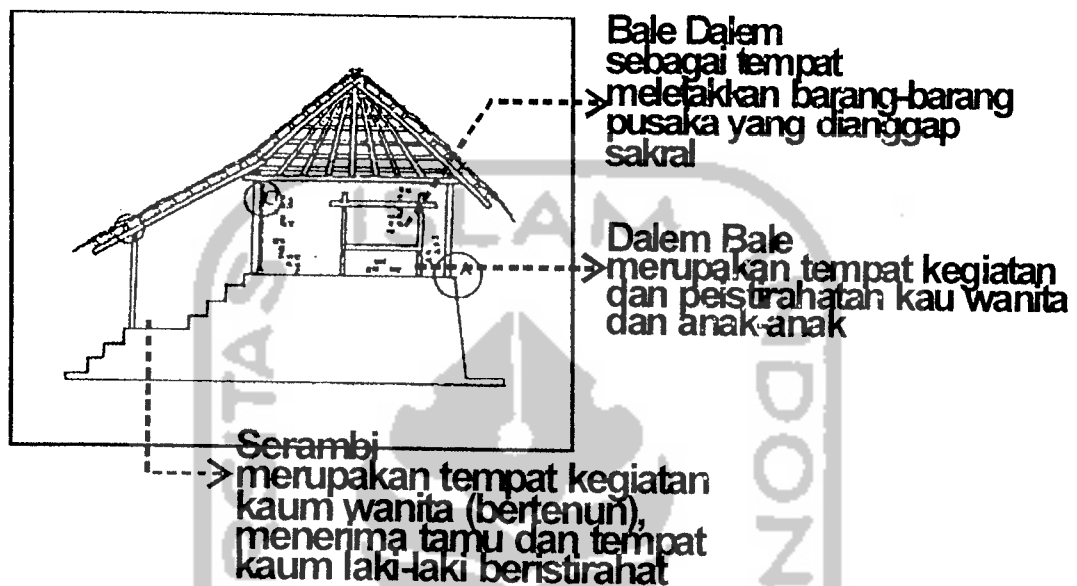 Bale Dalem
sebagai tempat
meletakkan barang-barang
pusaka yang dianggap
sakral
Dalem Bale
merupakan tempat kegiatan
dan peistirahatan kau wanita
dan anak-anak
Serambi
merupakan tempat kegiatan
kaum wanita (bertenun),
menerima tamu dan tempat
kaum laki-laki beristirahat
ISLAM